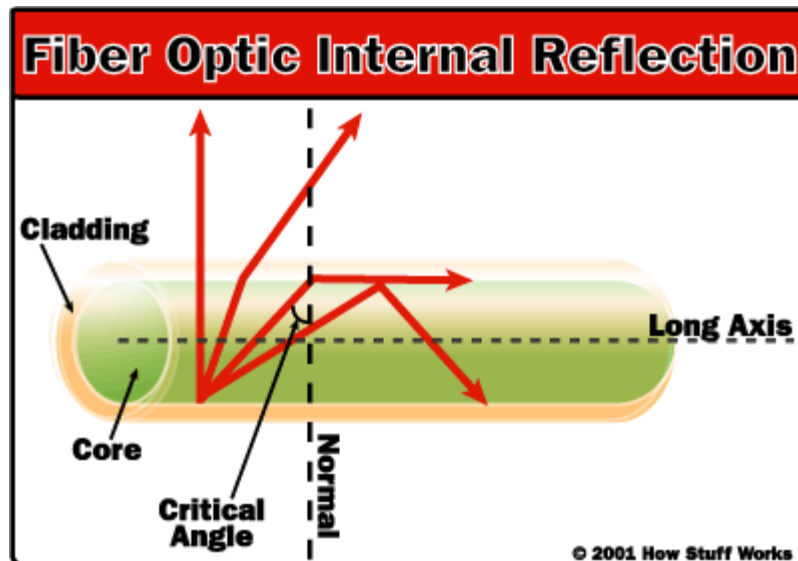 Fiber Optic Internal Reflection
Cladding
Long Axis
Core
Normal
Critical
Angle
© 2001 How Stuff Works